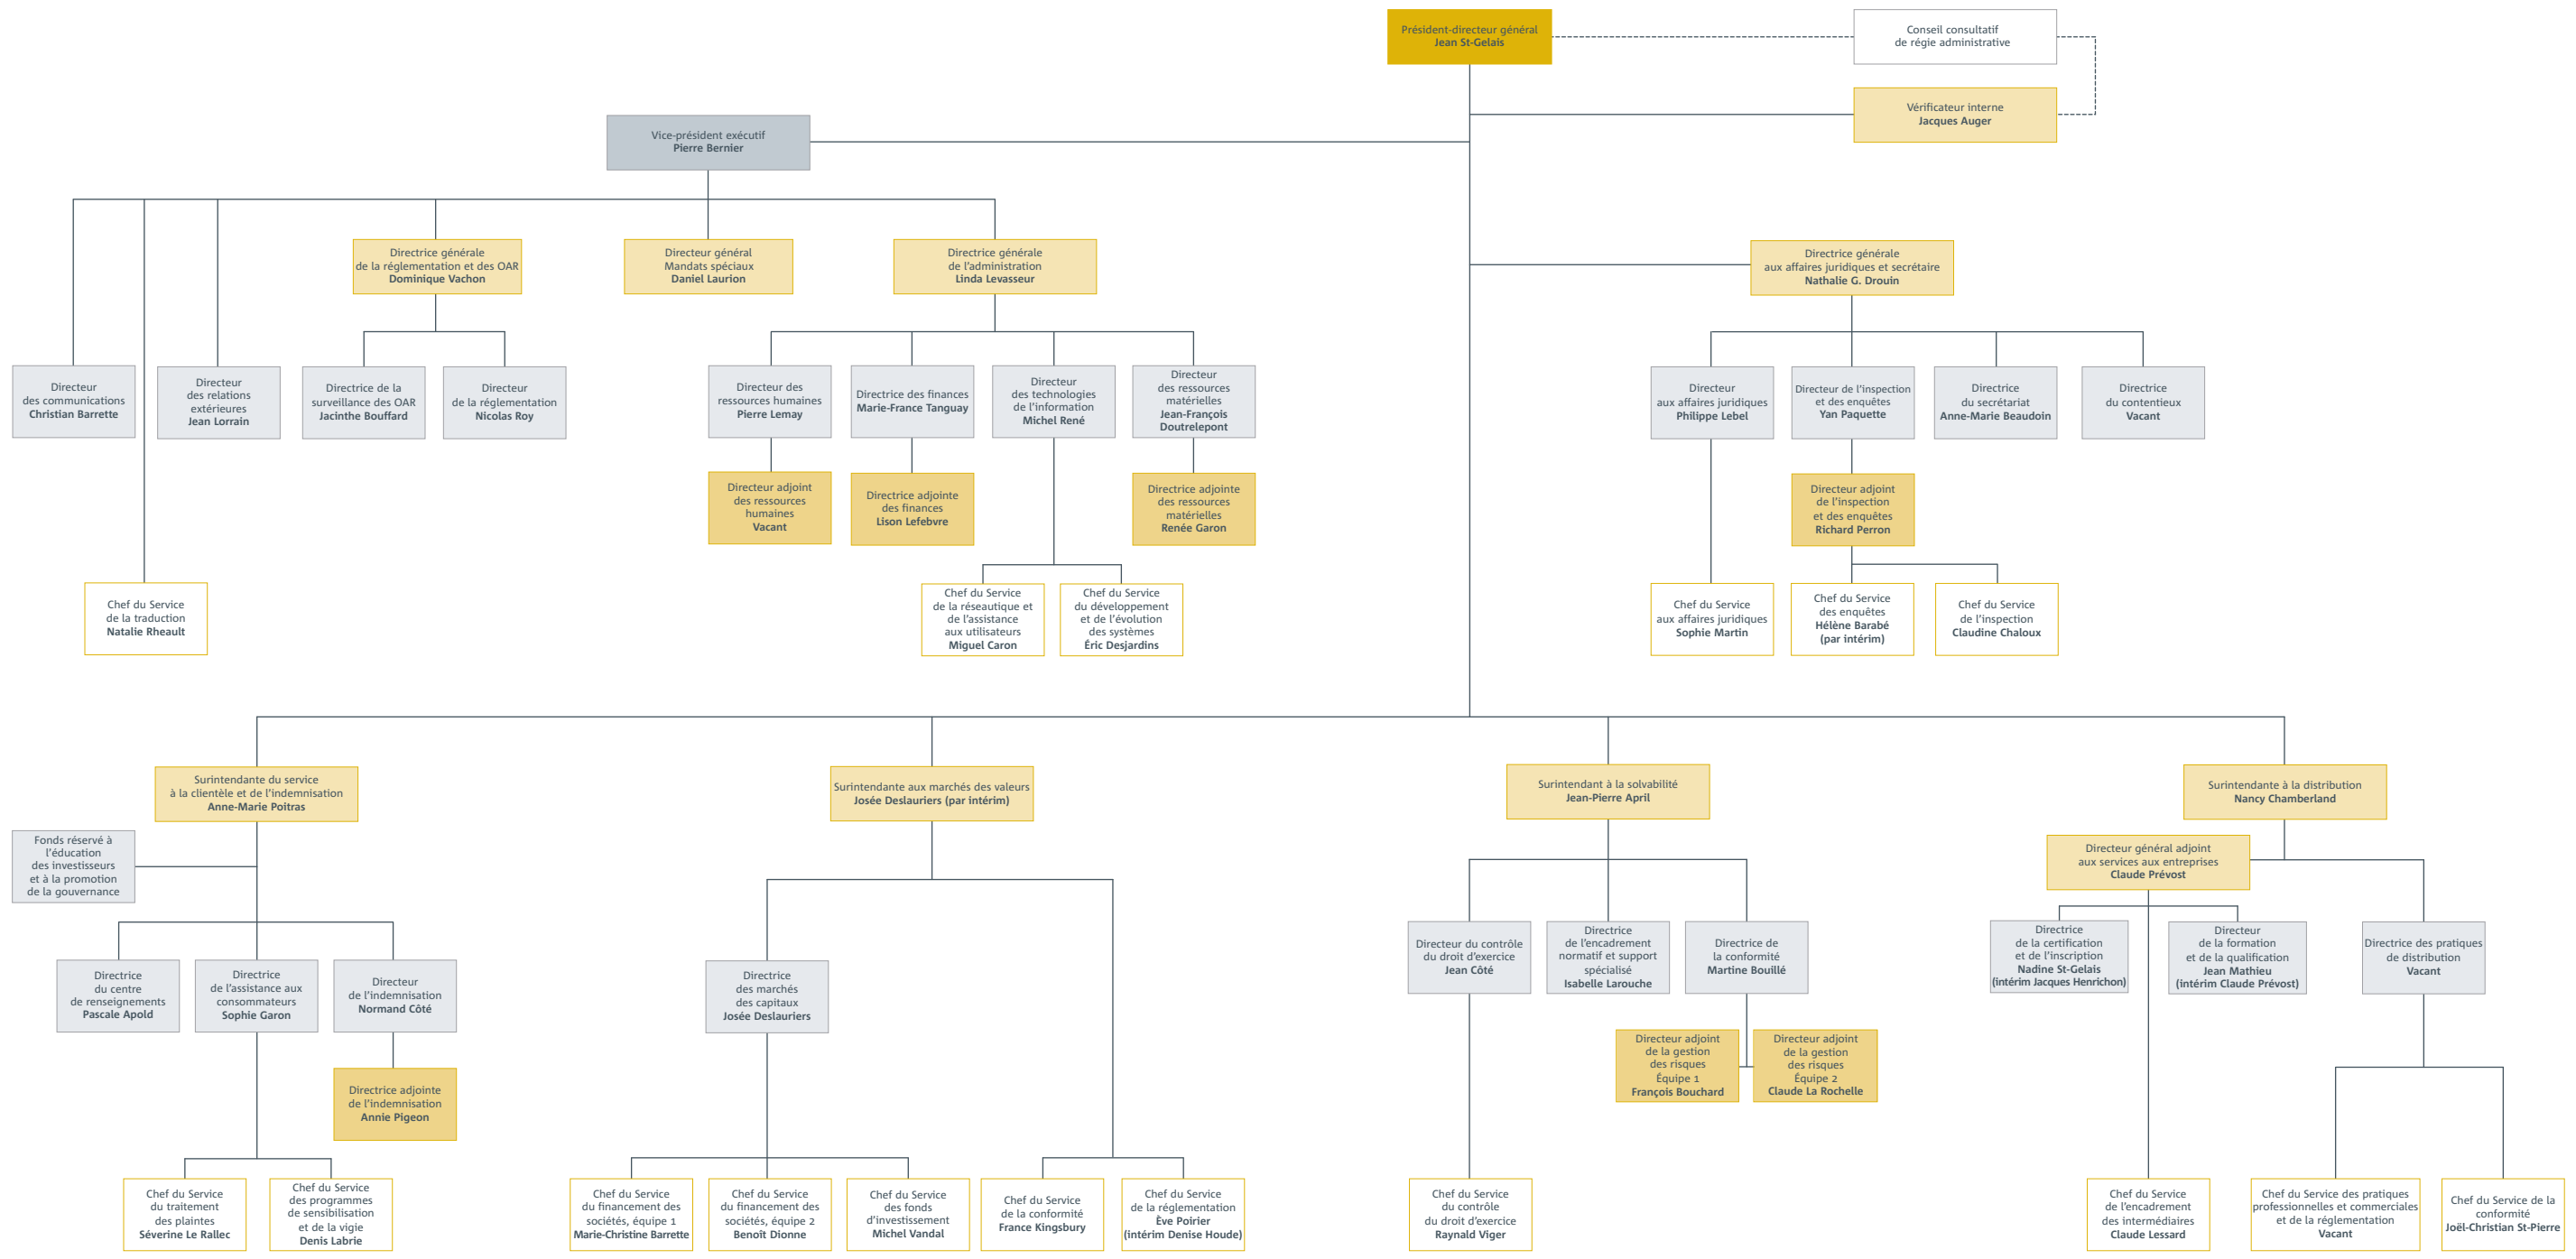 Président-directeur général
Jean St-Gelais
Conseil consultatif
de régie administrative
Vérificateur interne
Jacques Auger
Vice-président exécutif
Pierre Bernier
Directrice générale
de la réglementation et des OAR
Dominique Vachon
Directeur général
Mandats spéciaux
Daniel Laurion
Directrice générale
de l'administration
Linda Levasseur
Directrice générale
aux affaires juridiques et secrétaire
Nathalie G. Drouin
Directeur
des communications
Christian Barrette
Directeur
des relations
extérieures
Jean Lorrain
Directrice de la
surveillance des OAR
Jacinthe Bouffard
Directeur
de la réglementation
Nicolas Roy
Directeur des
ressources humaines
Pierre Lemay
Directrice des finances
Marie-France Tanguay
Directeur
des technologies
de l'information
Michel René
Directeur
des ressources
matérielles
Jean-François
Doutrelepont
Directeur
aux affaires juridiques
Philippe Lebel
Directeur de l'inspection
et des enquêtes
Yan Paquette
Directrice
du secrétariat
Anne-Marie Beaudoin
Directrice
du contentieux
Vacant
Directeur adjoint
des ressources
humaines
Vacant
Directrice adjointe
des finances
Lison Lefebvre
Directrice adjointe
des ressources
matérielles
Renée Garon
Directeur adjoint
de l'inspection
et des enquêtes
Richard Perron
Chef du Service
de la traduction
Natalie Rheault
Chef du Service
de la réseautique et
de l'assistance
aux utilisateurs
Miguel Caron
Chef du Service
du développement
et de l'évolution
des systèmes
Éric Desjardins
Chef du Service
aux affaires juridiques
Sophie Martin
Chef du Service
des enquêtes
Hélène Barabé
(par intérim)
Chef du Service
de l'inspection
Claudine Chaloux
Surintendante du service
à la clientèle et de l'indemnisation
Anne-Marie Poitras
Surintendante aux marchés des valeurs
Josée Deslauriers (par intérim)
Surintendant à la solvabilité
Jean-Pierre April
Surintendante à la distribution
Nancy Chamberland
Fonds réservé à
l'éducation
des investisseurs
et à la promotion
de la gouvernance
Directeur général adjoint
aux services aux entreprises
Claude Prévost
Directrice
du centre
de renseignements
Pascale Apold
Directrice
de l'assistance aux
consommateurs
Sophie Garon
Directeur
de l'indemnisation
Normand Côté
Directrice
des marchés
des capitaux
Josée Deslauriers
Directeur du contrôle
du droit d'exercice
Jean Côté
Directrice
de l'encadrement
normatif et support
spécialisé
Isabelle Larouche
Directrice de
la conformité
Martine Bouillé
Directrice
de la certification
et de l'inscription
Nadine St-Gelais
(intérim Jacques Henrichon)
Directeur
de la formation
et de la qualification
Jean Mathieu
(intérim Claude Prévost)
Directrice des pratiques
de distribution
Vacant
Directrice adjointe
de l'indemnisation
Annie Pigeon
Directeur adjoint
de la gestion
des risques
Équipe 1
François Bouchard
Directeur adjoint
de la gestion
des risques
Équipe 2
Claude La Rochelle
Chef du Service
du traitement
des plaintes
Séverine Le Rallec
Chef du Service
des programmes
de sensibilisation
et de la vigie
Denis Labrie
Chef du Service
du financement des
sociétés, équipe 1
Marie-Christine Barrette
Chef du Service
du financement des
sociétés, équipe 2
Benoît Dionne
Chef du Service
des fonds
d'investissement
Michel Vandal
Chef du Service
de la conformité
France Kingsbury
Chef du Service
de la réglementation
Ève Poirier
(intérim Denise Houde)
Chef du Service
du contrôle
du droit d'exercice
Raynald Viger
Chef du Service
de l'encadrement
des intermédiaires
Claude Lessard
Chef du Service des pratiques
professionnelles et commerciales
et de la réglementation
Vacant
Chef du Service de la
conformité
Joël-Christian St-Pierre